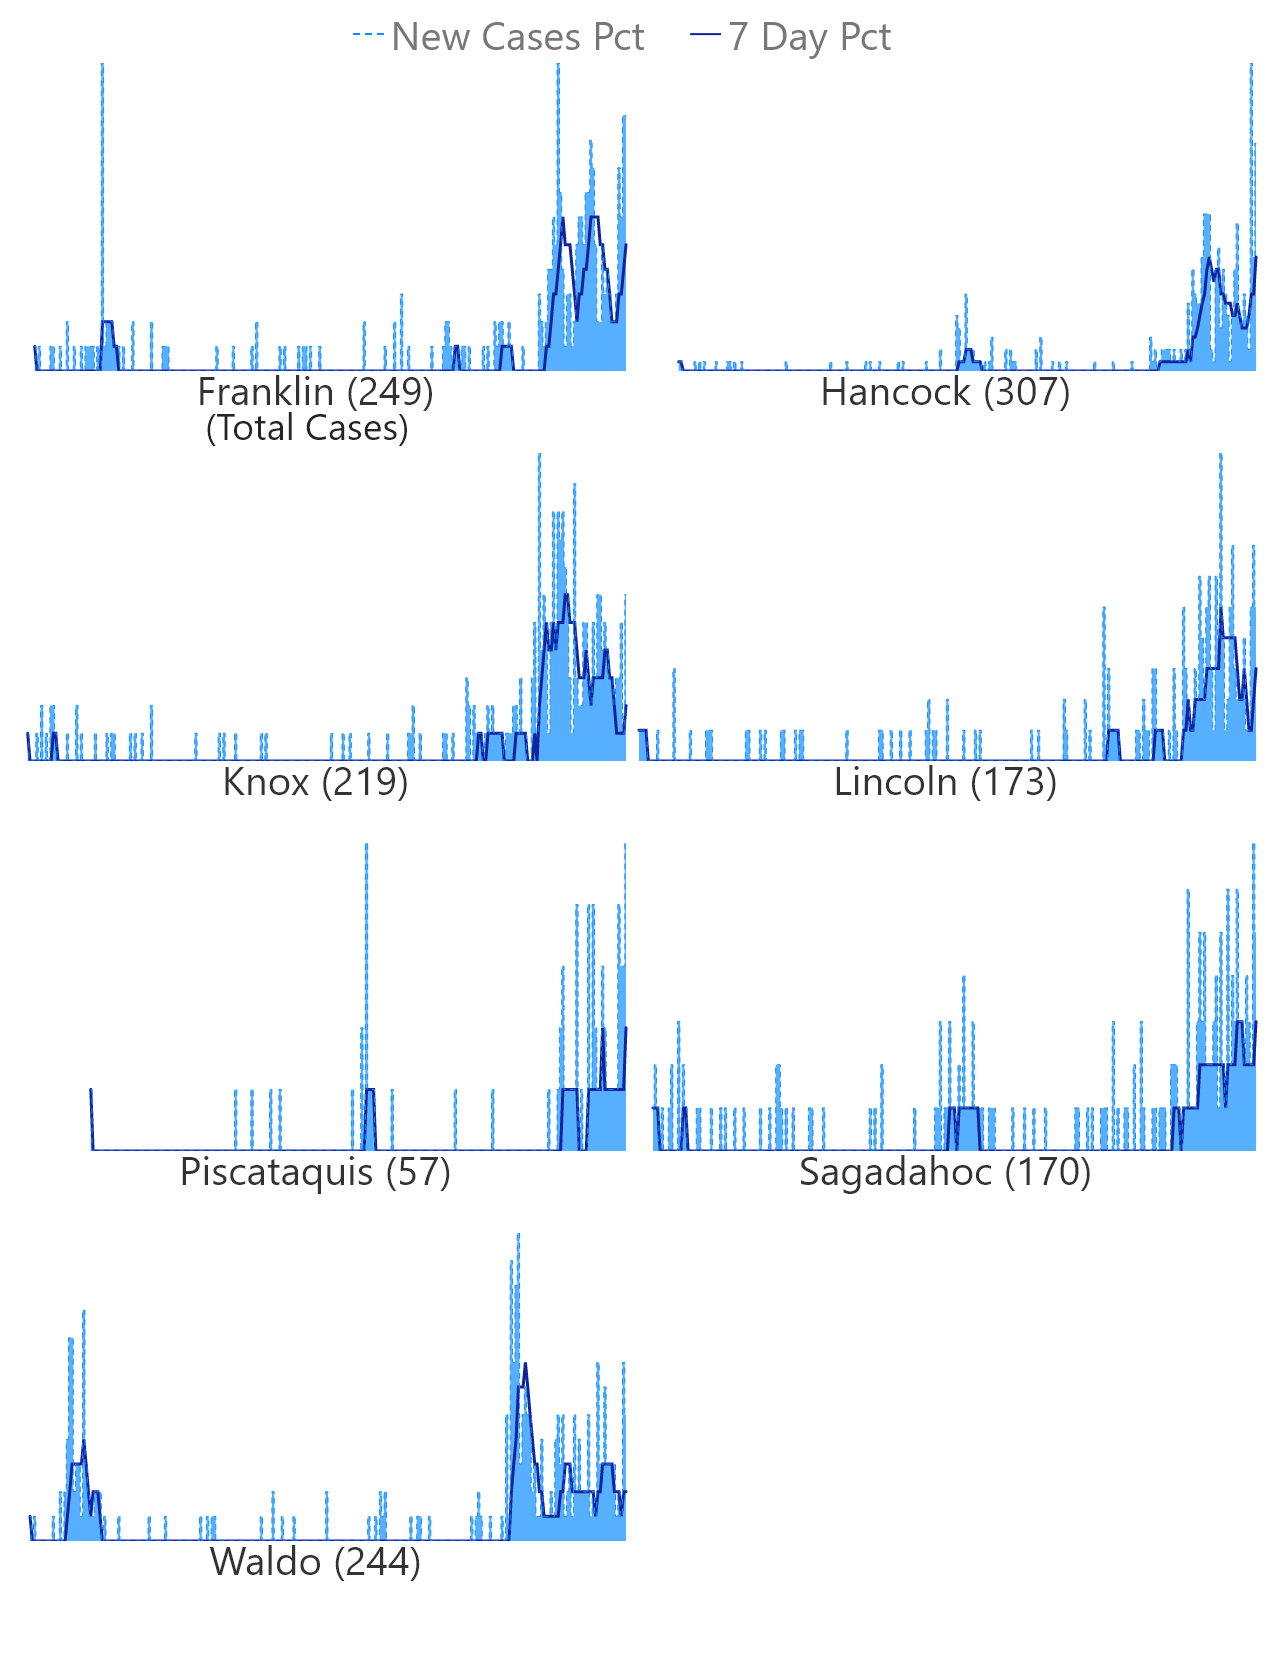 New Cases Pct 7 Day Pct
Franklin (249) Hancock (307)
(Total Cases)
Knox (219) Lincoln (173)
Piscataquis (57) Sagadahoc (170)
Waldo (244)